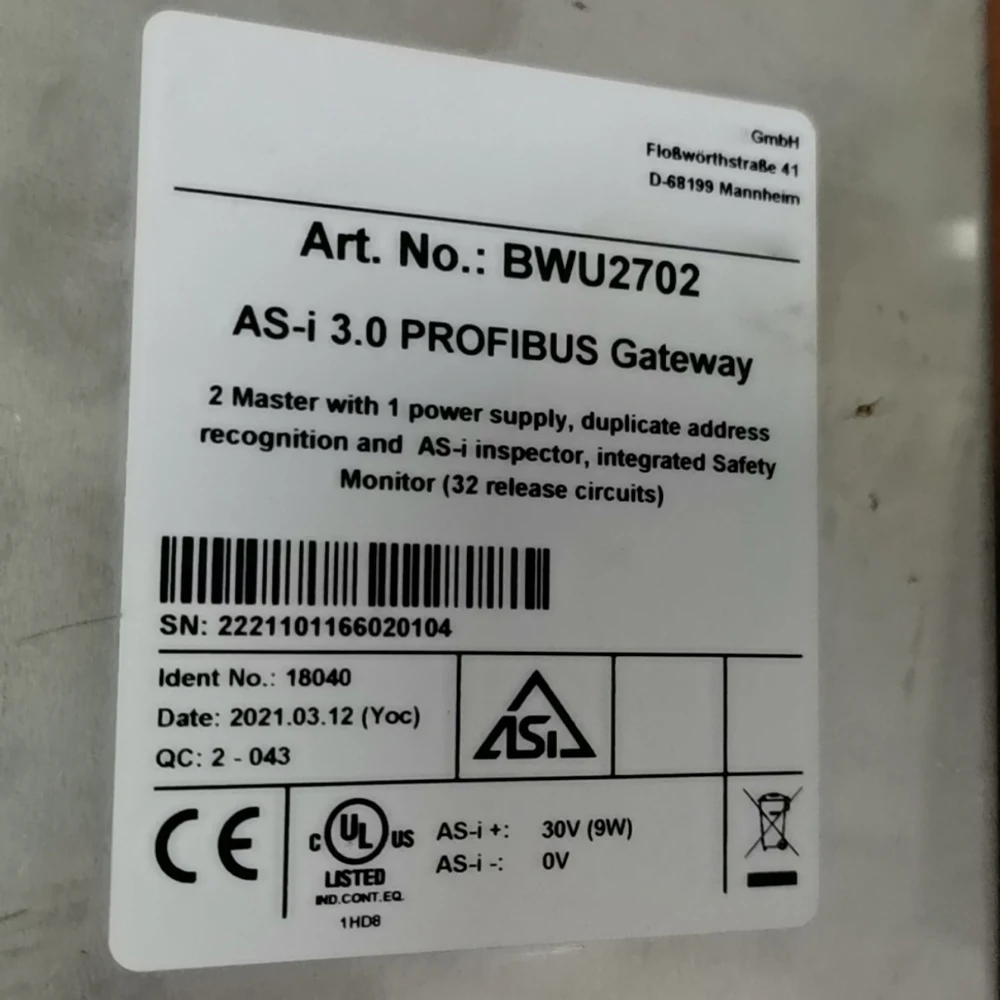 GmbH
Floßwörthstraße 41
D-68199 Mannheim
Art. No.: BWU2702
AS-i 3.0 PROFIBUS Gateway
2 Master with 1 power supply, duplicate address
recognition and AS-i inspector, integrated Safety
Monitor (32 release circuits)
SN: 2221101166020104
Ident No.: 18040
Date: 2021.03.12 (Yoc)
QC: 2 - 043
ASi
CE
C UL US
LISTED
IND.CONT.EQ.
1HD8
AS-i +: 30V (9W)
AS-i -: 0V